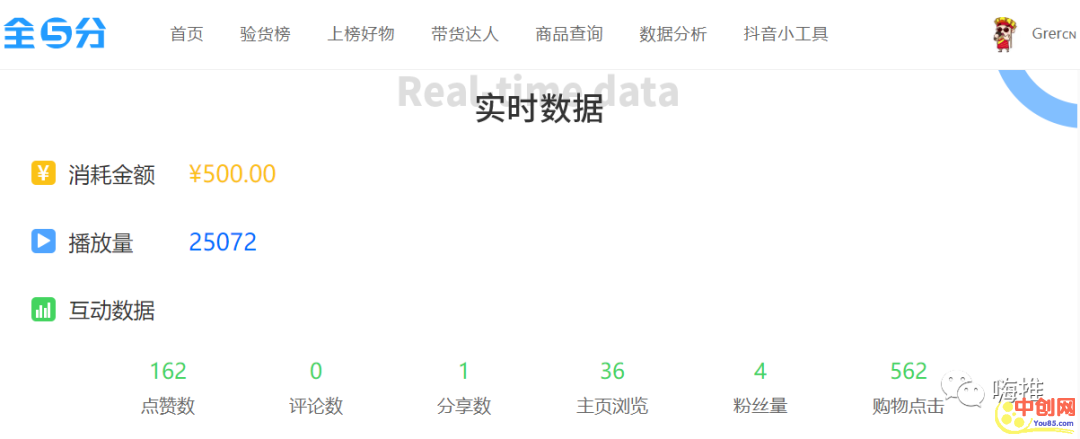 全5分 首页 验货榜 上榜好物 带货达人 商品查询 数据分析 抖音小工具 GrerCN
Real-time data
实时数据
¥ 消耗金额 ¥500.00
播放量 25072
互动数据
162 0 1 36 4 562
点赞数 评论数 分享数 主页浏览 粉丝量 购物点击
嗨推
中创网
You85.com